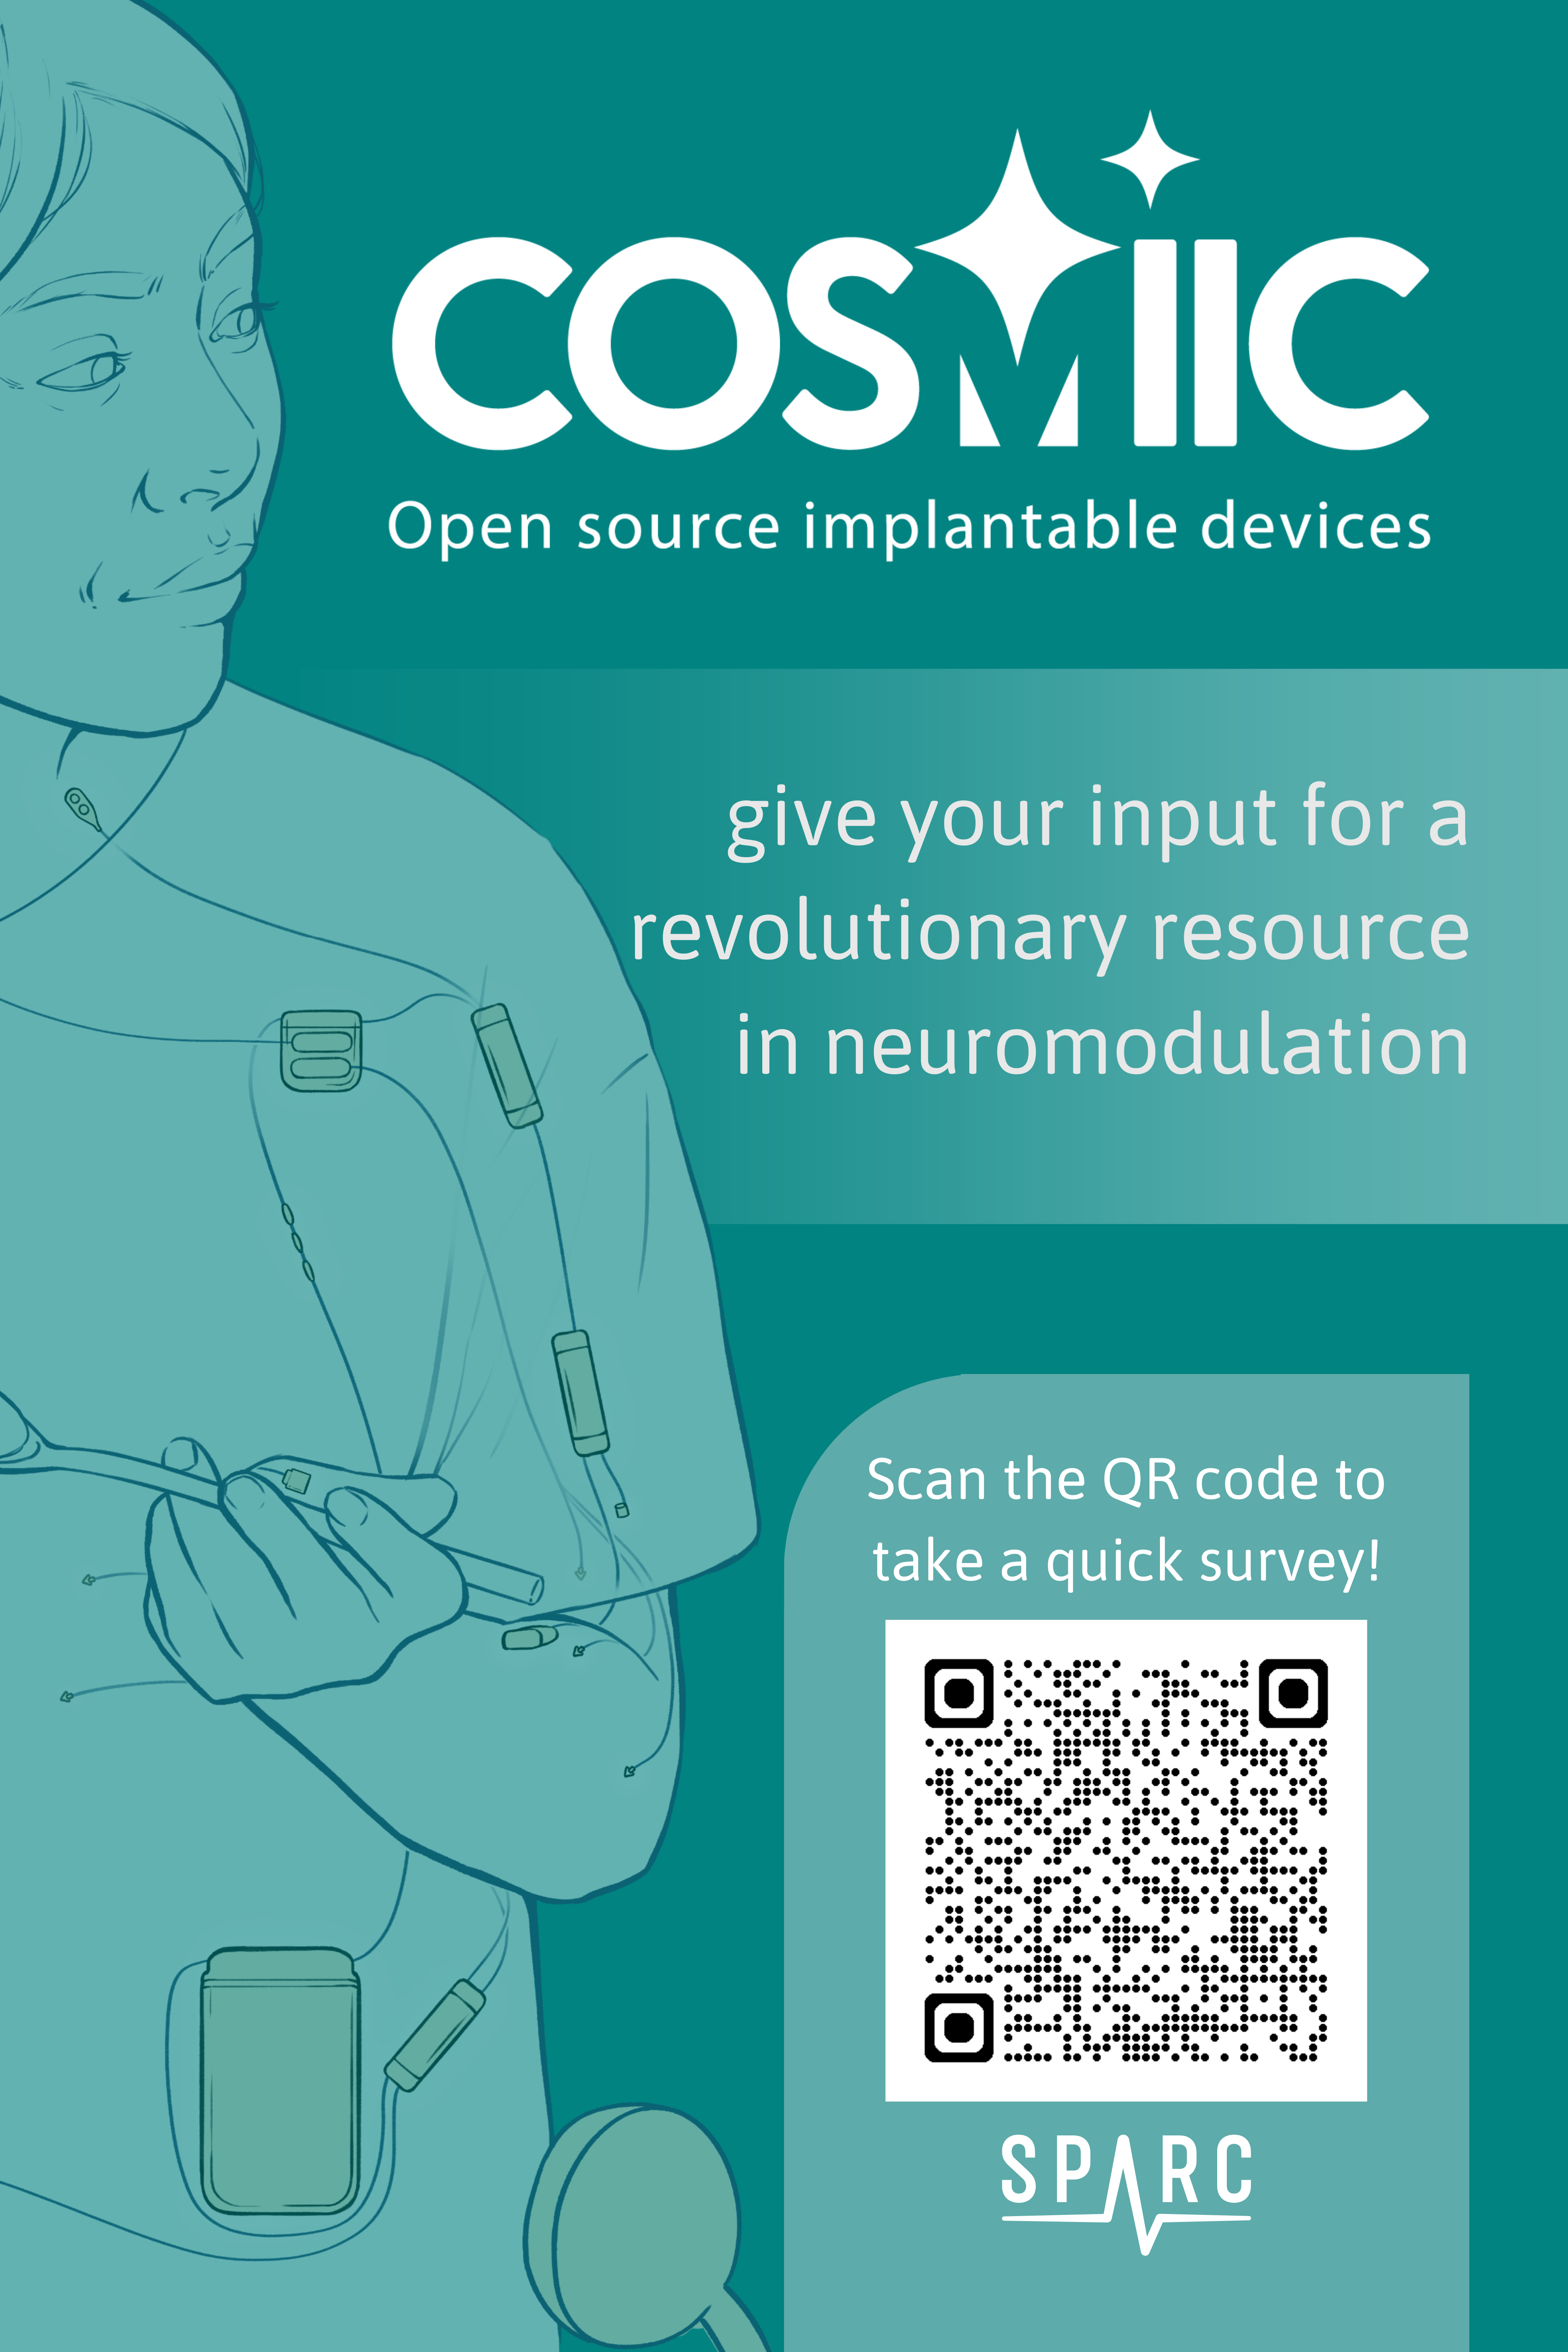 COSMIIC
Open source implantable devices
give your input for a
revolutionary resource
in neuromodulation
Scan the QR code to
take a quick survey!
SPARC